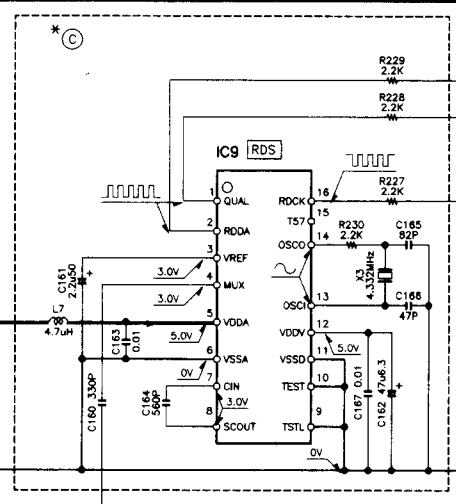 * C
R229
2.2K
R228
2.2K
IC9 RDS
1 QUAL RDCK 16
R227
2.2K
2 RDDA T57 15
3 VREF OSCO 14
R230
2.2K
C165
82P
X3
4.332MHz
C161
2.2u50
+
3.0V
4 MUX
3.0V
OSCI 13
C166
47P
L7
4.7uH
5 VDDA VDDV 12
5.0V
5.0V
C163
0.01
6 VSSA VSSD 11
0V
7 CIN TEST 10
3.0V
8 SCOUT TSTL 9
C160 330P
C164
560P
C167 0.01
C162 47u6.3
+
0V